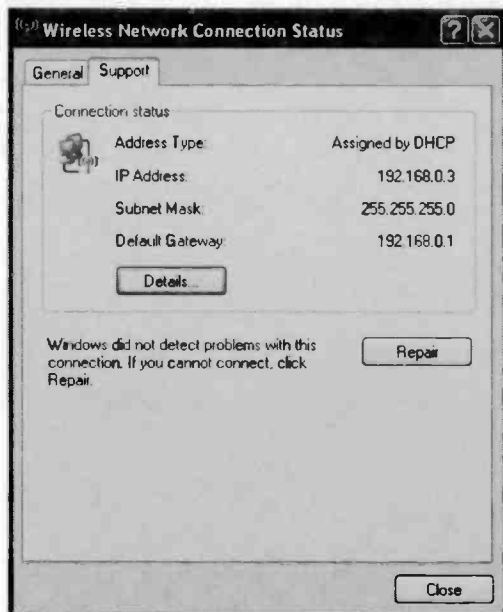 Wireless Network Connection Status
General Support
Connection status
Address Type: Assigned by DHCP
IP Address: 192.168.0.3
Subnet Mask: 255.255.255.0
Default Gateway: 192.168.0.1
Details...
Windows did not detect problems with this
connection. If you cannot connect, click
Repair.
Repair
Close